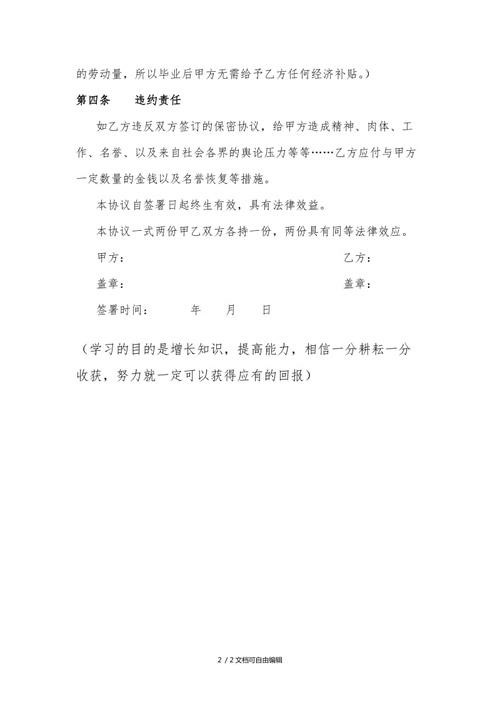 的劳动量，所以毕业后甲方无需给予乙方任何经济补贴。）
第四条　　违约责任
如乙方违反双方签订的保密协议，给甲方造成精神、肉体、工
作、名誉、以及来自社会各界的舆论压力等等……乙方应付与甲方
一定数量的金钱以及名誉恢复等措施。
本协议自签署日起终生有效，具有法律效益。
本协议一式两份甲乙双方各持一份，两份具有同等法律效应。
甲方：　　　　乙方：
盖章：　　　　盖章：
签署时间：　　年　月　日
（学习的目的是增长知识，提高能力，相信一分耕耘一分
收获，努力就一定可以获得应有的回报）
2 / 2文档可自由编辑